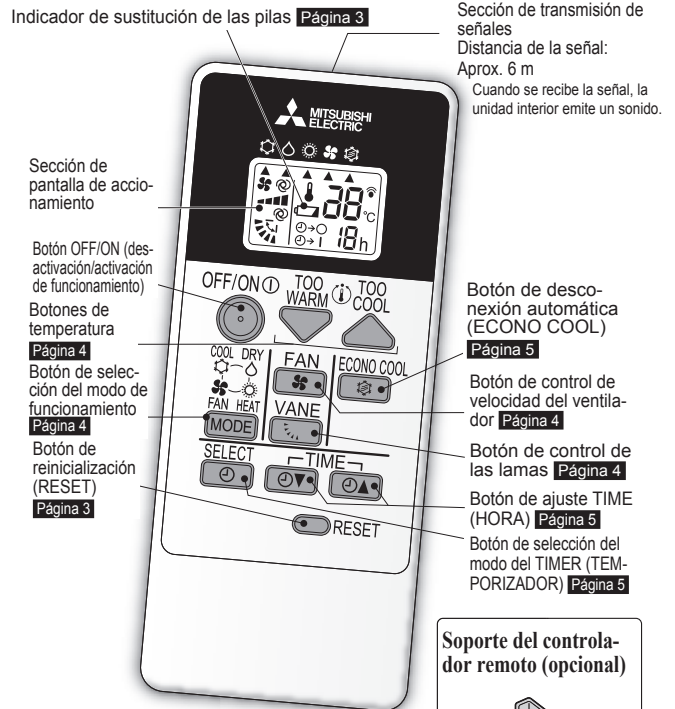 Indicador de sustitución de las pilas Página 3
Sección de transmisión de
señales
Distancia de la señal:
Aprox. 6 m
Cuando se recibe la señal, la
unidad interior emite un sonido.
MITSUBISHI
ELECTRIC
Sección de
pantalla de accio-
namiento
28°C
18h
Botón OFF/ON (des-
activación/activación
de funcionamiento)
Botones de
temperatura
Página 4
Botón de selec-
ción del modo de
funcionamiento
Página 4
Botón de
reinicialización
(RESET)
Página 3
OFF/ON
TOO
WARM
TOO
COOL
COOL DRY
FAN HEAT
MODE
FAN
ECONO COOL
VANE
SELECT
TIME
RESET
Botón de desco-
nexión automática
(ECONO COOL)
Página 5
Botón de control de
velocidad del ventila-
dor Página 4
Botón de control de
las lamas Página 4
Botón de ajuste TIME
(HORA) Página 5
Botón de selección del
modo del TIMER (TEM-
PORIZADOR) Página 5
Soporte del controla-
dor remoto (opcional)